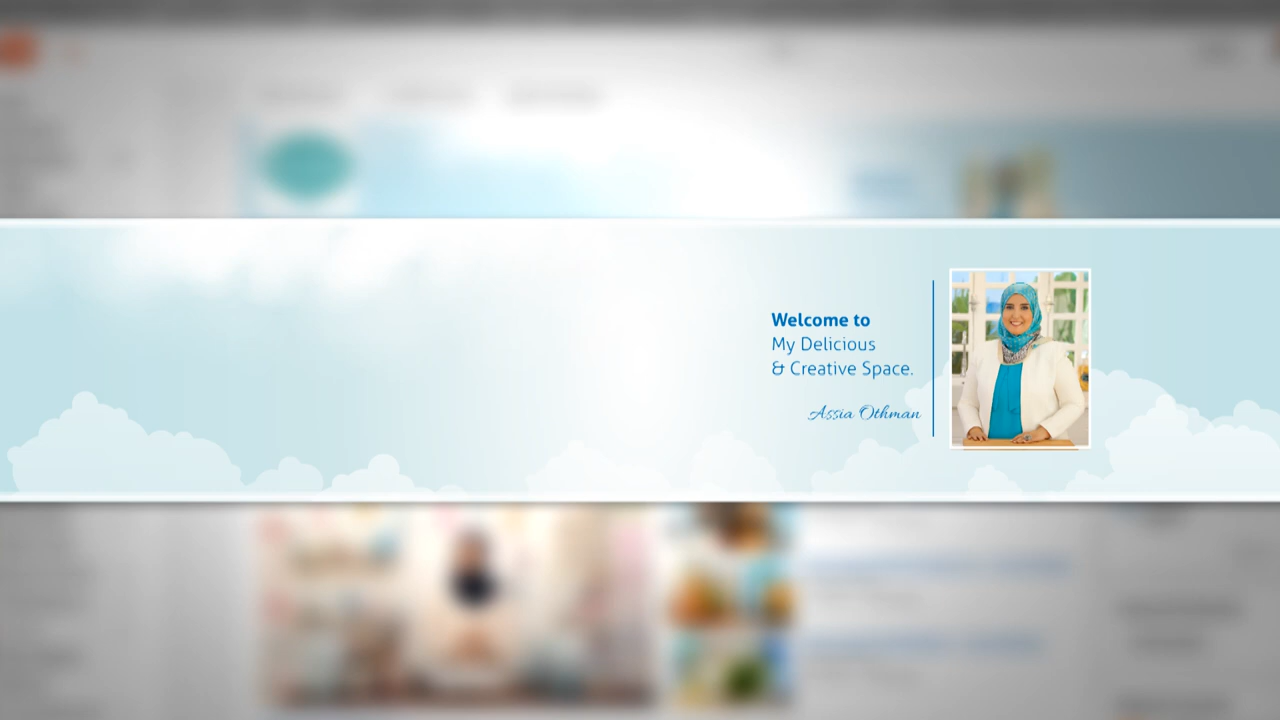 Welcome to
My Delicious
& Creative Space.
Assia Othman